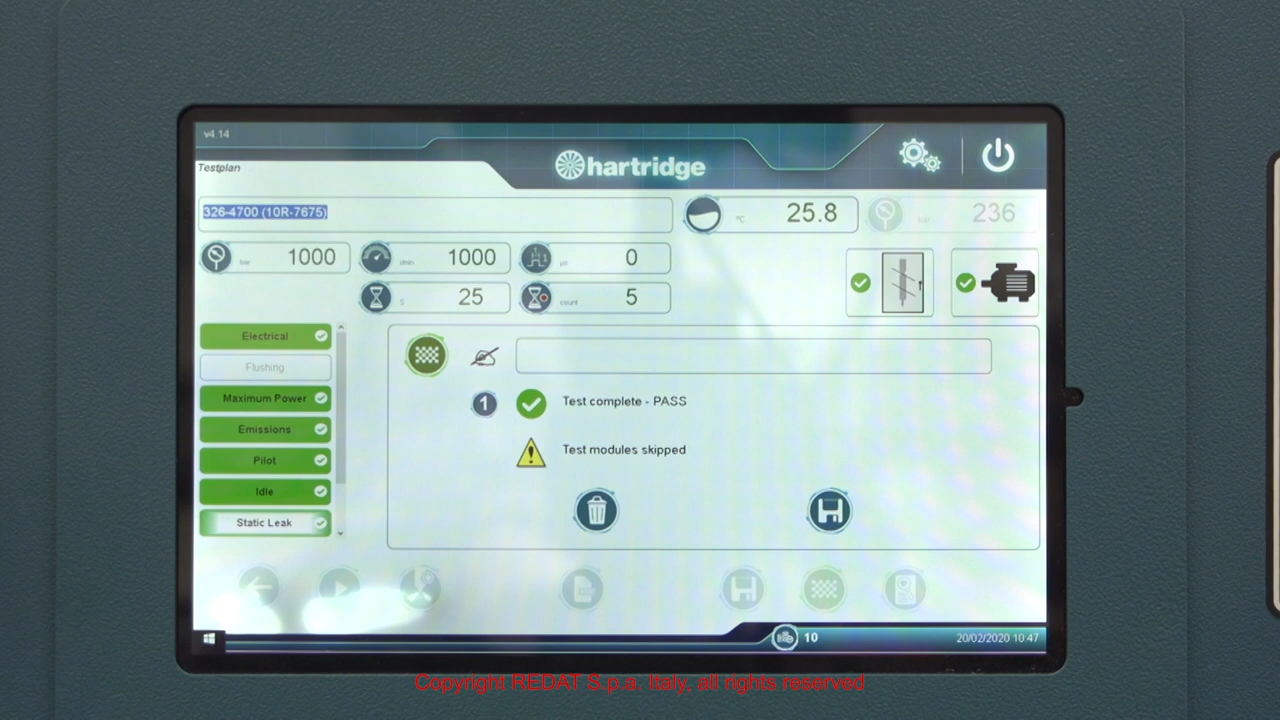 v4.14
hartridge
Testplan
326-4700 (10R-7675)
°C 25.8
bar 236
bar 1000
r/min 1000
µs 0
S 25
count 5
Electrical
Flushing
Maximum Power
Emissions
Pilot
Idle
Static Leak
1 Test complete - PASS
Test modules skipped
10
20/02/2020 10:47
Copyright REDAT S.p.a. Italy, all rights reserved